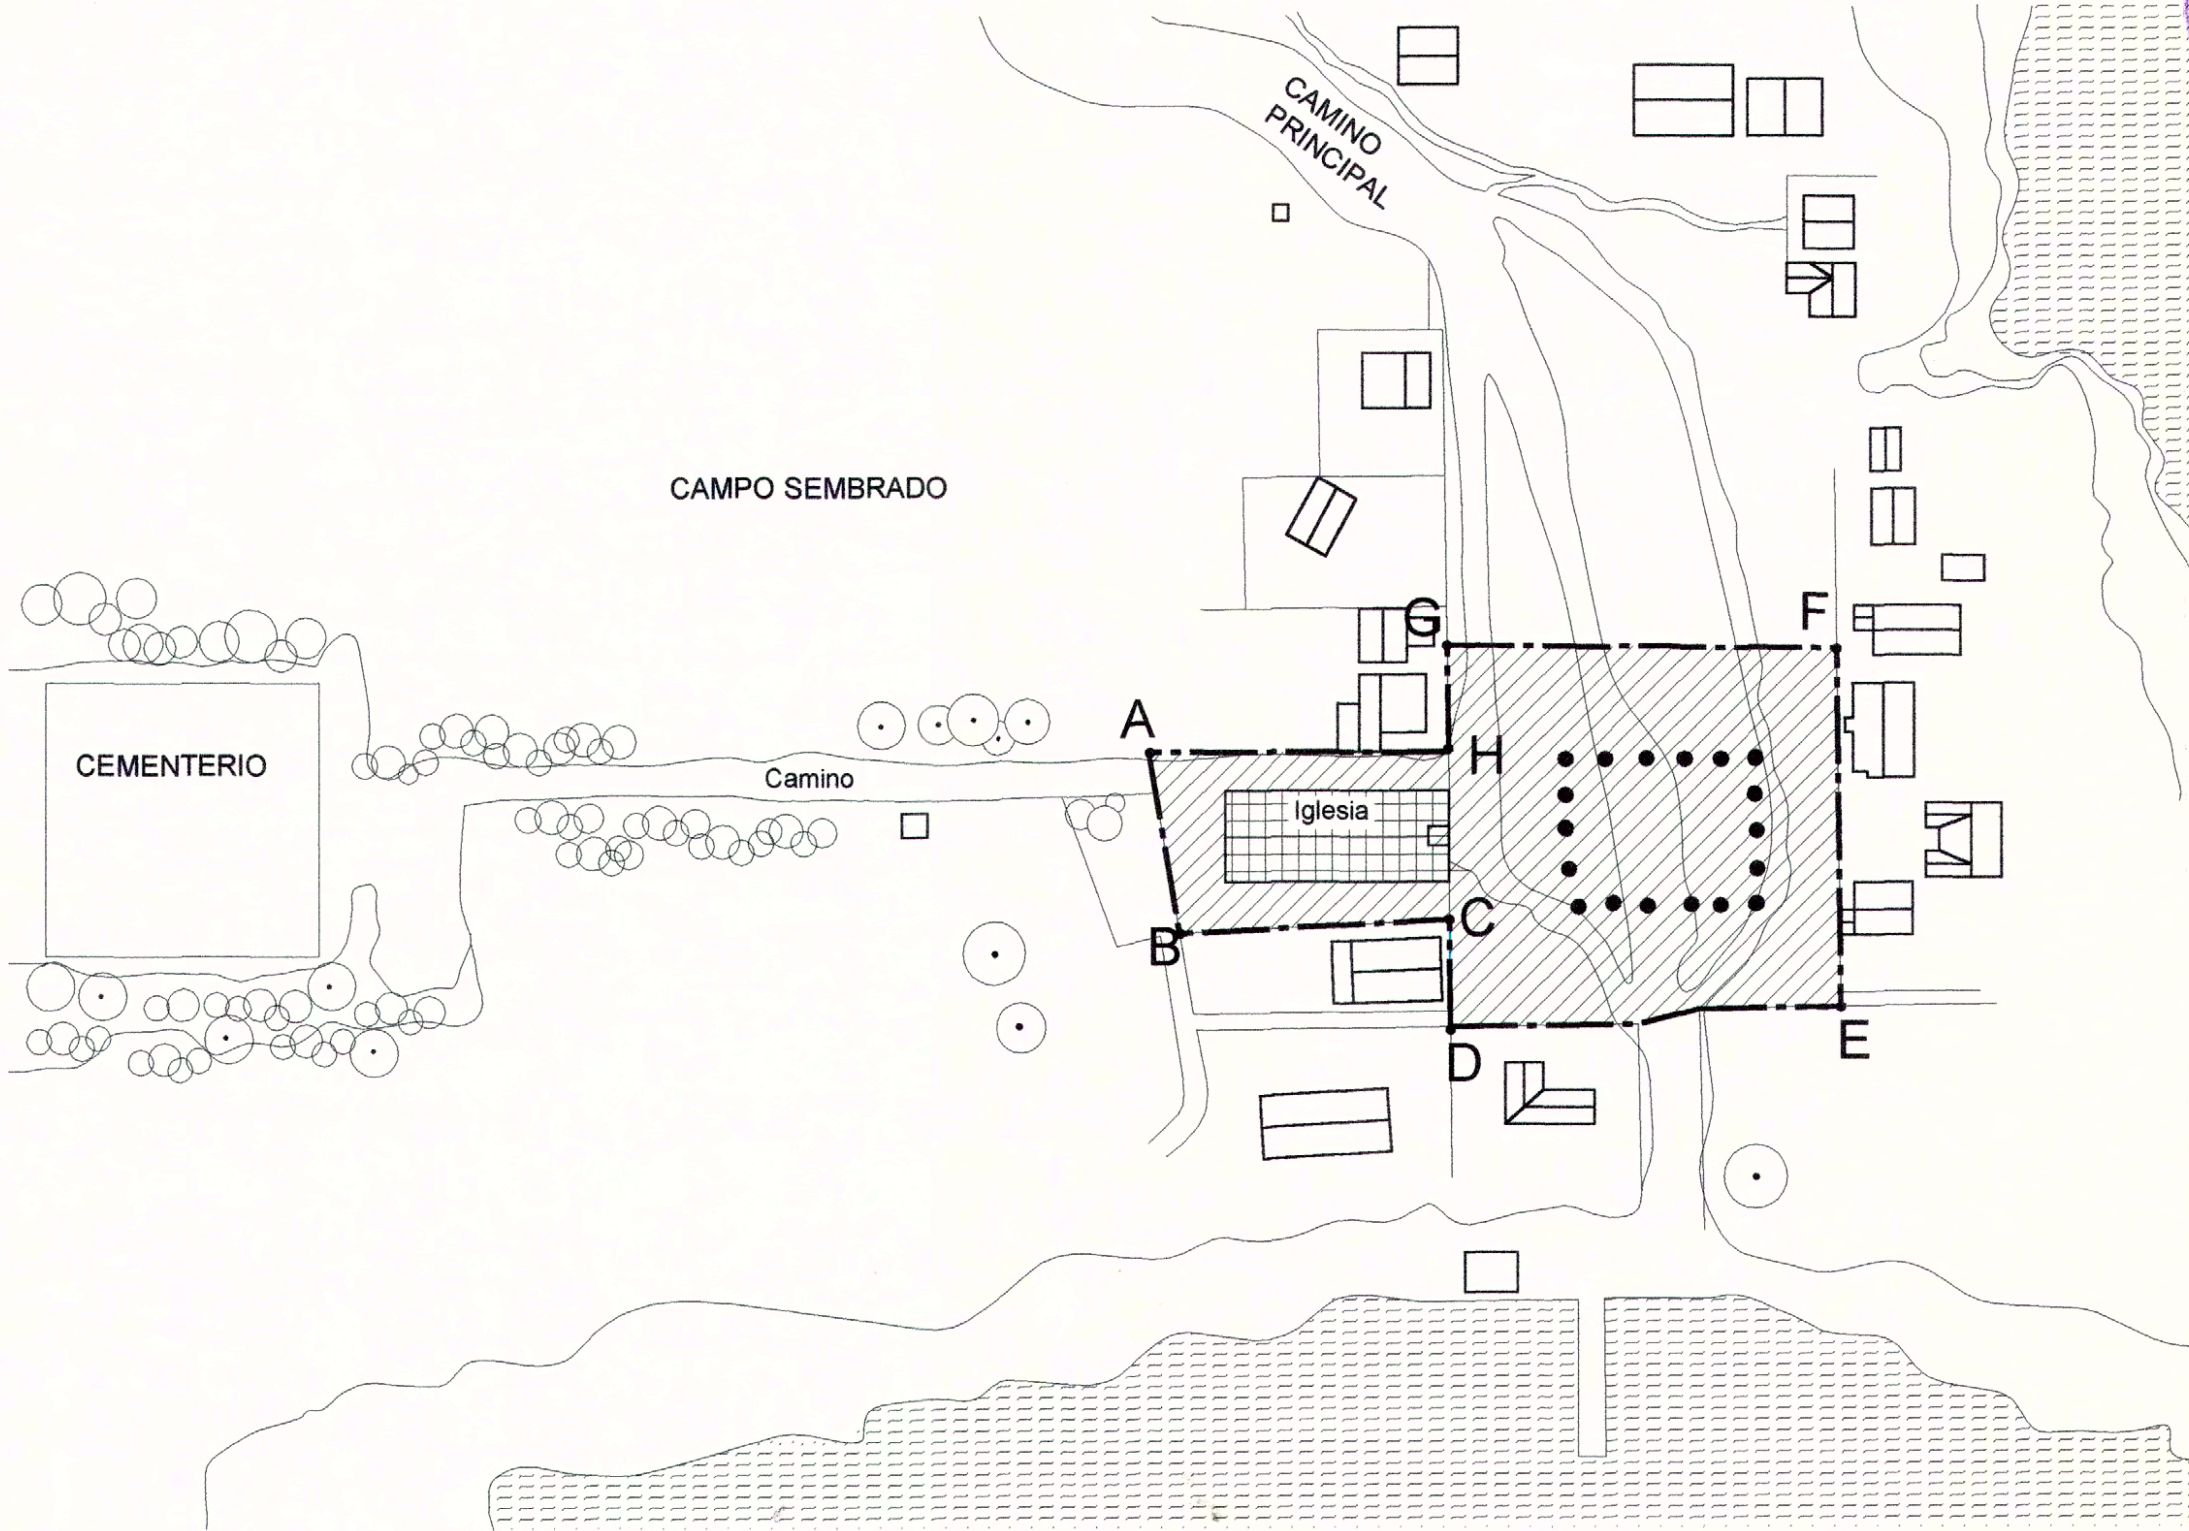 CAMINO
PRINCIPAL
CAMPO SEMBRADO
G
F
A
H
CEMENTERIO
Camino
Iglesia
C
B
D
E